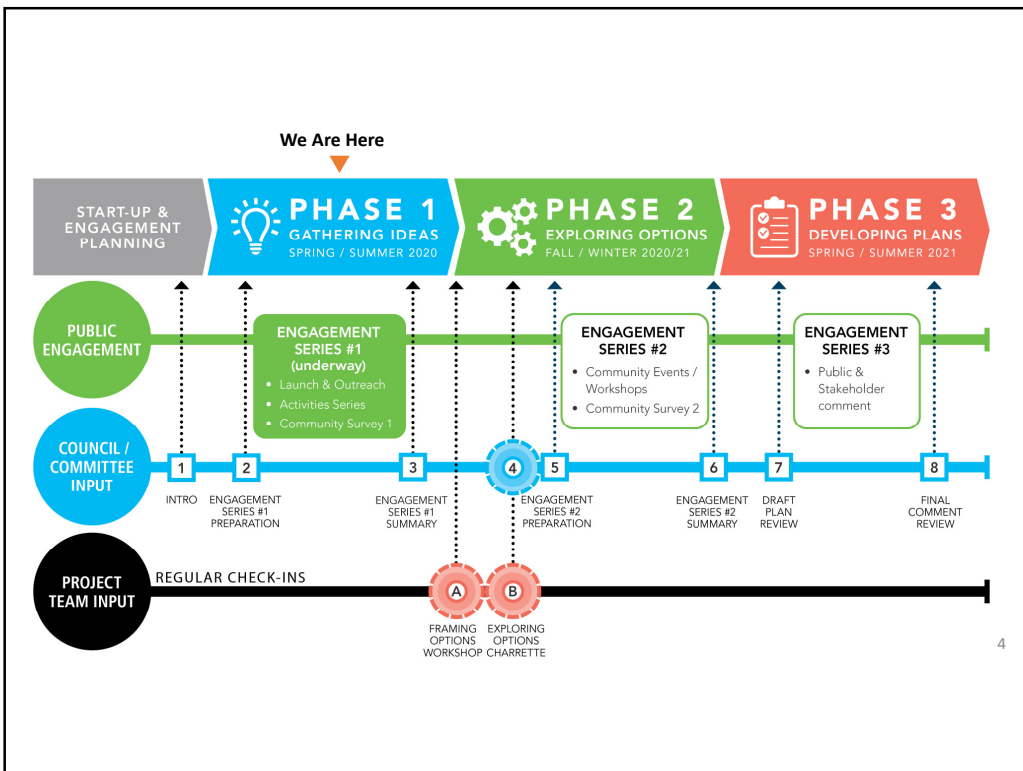 We Are Here
START-UP &
ENGAGEMENT
PLANNING
PHASE 1
GATHERING IDEAS
SPRING / SUMMER 2020
PHASE 2
EXPLORING OPTIONS
FALL / WINTER 2020/21
PHASE 3
DEVELOPING PLANS
SPRING / SUMMER 2021
PUBLIC
ENGAGEMENT
ENGAGEMENT
SERIES #1
(underway)
• Launch & Outreach
• Activities Series
• Community Survey 1
ENGAGEMENT
SERIES #2
• Community Events /
Workshops
• Community Survey 2
ENGAGEMENT
SERIES #3
• Public &
Stakeholder
comment
COUNCIL /
COMMITTEE
INPUT
1
INTRO
2
ENGAGEMENT
SERIES #1
PREPARATION
3
ENGAGEMENT
SERIES #1
SUMMARY
4
5
ENGAGEMENT
SERIES #2
PREPARATION
6
ENGAGEMENT
SERIES #2
SUMMARY
7
DRAFT
PLAN
REVIEW
8
FINAL
COMMENT
REVIEW
PROJECT
TEAM INPUT
REGULAR CHECK-INS
A
FRAMING
OPTIONS
WORKSHOP
B
EXPLORING
OPTIONS
CHARRETTE
4